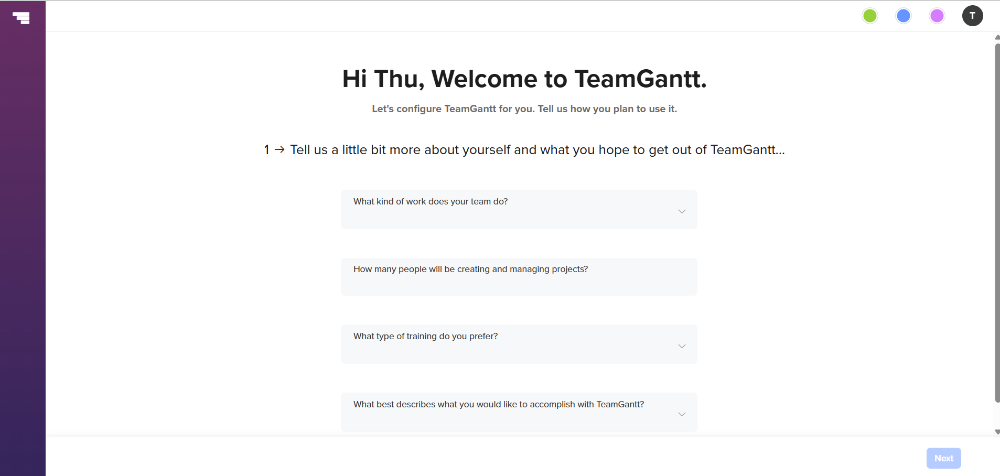 T
Hi Thu, Welcome to TeamGantt.
Let's configure TeamGantt for you. Tell us how you plan to use it.
1 → Tell us a little bit more about yourself and what you hope to get out of TeamGantt...
What kind of work does your team do?
How many people will be creating and managing projects?
What type of training do you prefer?
What best describes what you would like to accomplish with TeamGantt?
Next